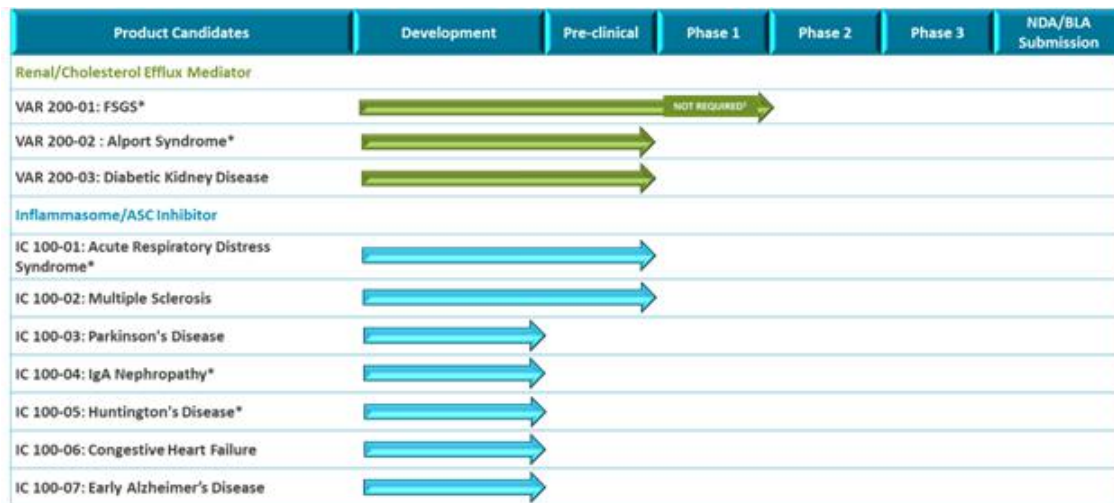 Product Candidates
Development
Pre-clinical
Phase 1
Phase 2
Phase 3
NDA/BLA
Submission
Renal/Cholesterol Efflux Mediator
VAR 200-01: FSGS*
NOT REQUIRED¹
VAR 200-02 : Alport Syndrome*
VAR 200-03: Diabetic Kidney Disease
Inflammasome/ASC Inhibitor
IC 100-01: Acute Respiratory Distress
Syndrome*
IC 100-02: Multiple Sclerosis
IC 100-03: Parkinson's Disease
IC 100-04: IgA Nephropathy*
IC 100-05: Huntington's Disease*
IC 100-06: Congestive Heart Failure
IC 100-07: Early Alzheimer's Disease